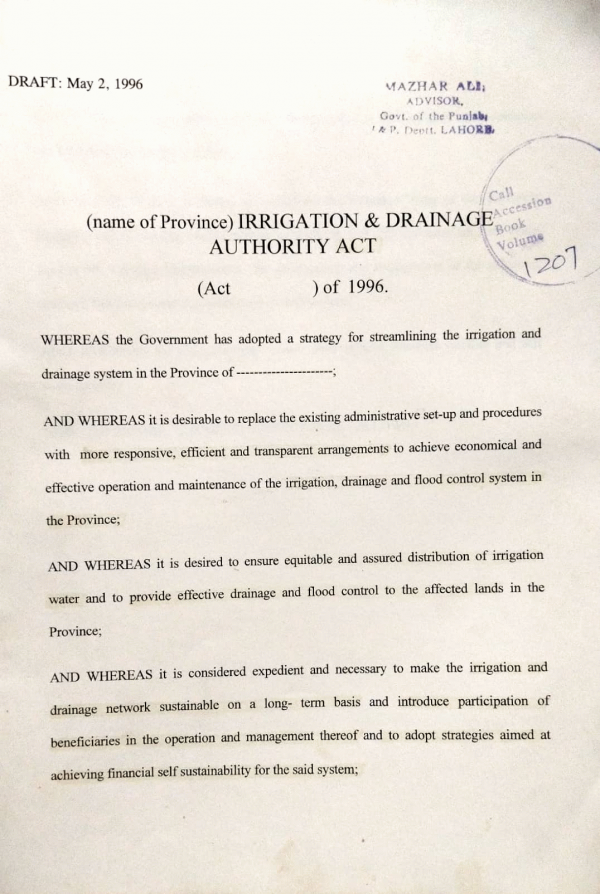 DRAFT: May 2, 1996
MAZHAR ALI,
ADVISOR,
Govt. of the Punjab,
I & P. Deptt. LAHORE.
Call
Accession
Book
Volume
1207
(name of Province) IRRIGATION & DRAINAGE
AUTHORITY ACT
(Act ) of 1996.
WHEREAS the Government has adopted a strategy for streamlining the irrigation and
drainage system in the Province of ----------------------;
AND WHEREAS it is desirable to replace the existing administrative set-up and procedures
with more responsive, efficient and transparent arrangements to achieve economical and
effective operation and maintenance of the irrigation, drainage and flood control system in
the Province;
AND WHEREAS it is desired to ensure equitable and assured distribution of irrigation
water and to provide effective drainage and flood control to the affected lands in the
Province;
AND WHEREAS it is considered expedient and necessary to make the irrigation and
drainage network sustainable on a long- term basis and introduce participation of
beneficiaries in the operation and management thereof and to adopt strategies aimed at
achieving financial self sustainability for the said system;